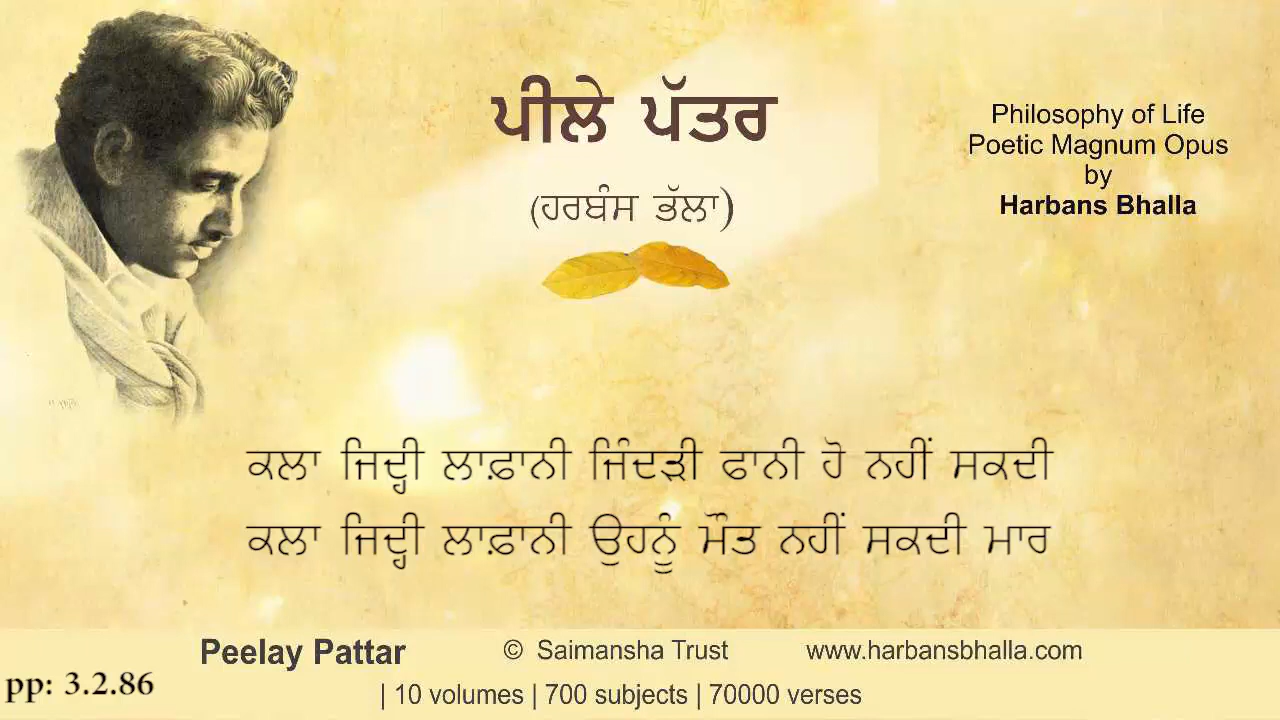 ਪੀਲੇ ਪੱਤਰ
(ਹਰਬੰਸ ਭੱਲਾ)
Philosophy of Life
Poetic Magnum Opus
by
Harbans Bhalla
ਕਲਾ ਜਿਦ੍ਹੀ ਲਾਫ਼ਾਨੀ ਜਿੰਦੜੀ ਫਾਨੀ ਹੋ ਨਹੀਂ ਸਕਦੀ
ਕਲਾ ਜਿਦ੍ਹੀ ਲਾਫ਼ਾਨੀ ਉਹਨੂੰ ਮੌਤ ਨਹੀਂ ਸਕਦੀ ਮਾਰ
Peelay Pattar © Saimansha Trust www.harbansbhalla.com
pp: 3.2.86
| 10 volumes | 700 subjects | 70000 verses